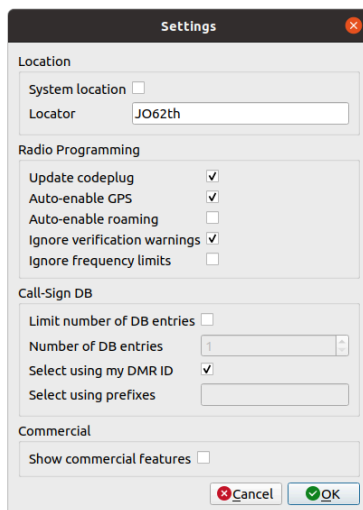 Settings
Location
System location
Locator JO62th
Radio Programming
Update codeplug
Auto-enable GPS
Auto-enable roaming
Ignore verification warnings
Ignore frequency limits
Call-Sign DB
Limit number of DB entries
Number of DB entries 1
Select using my DMR ID
Select using prefixes
Commercial
Show commercial features
Cancel OK